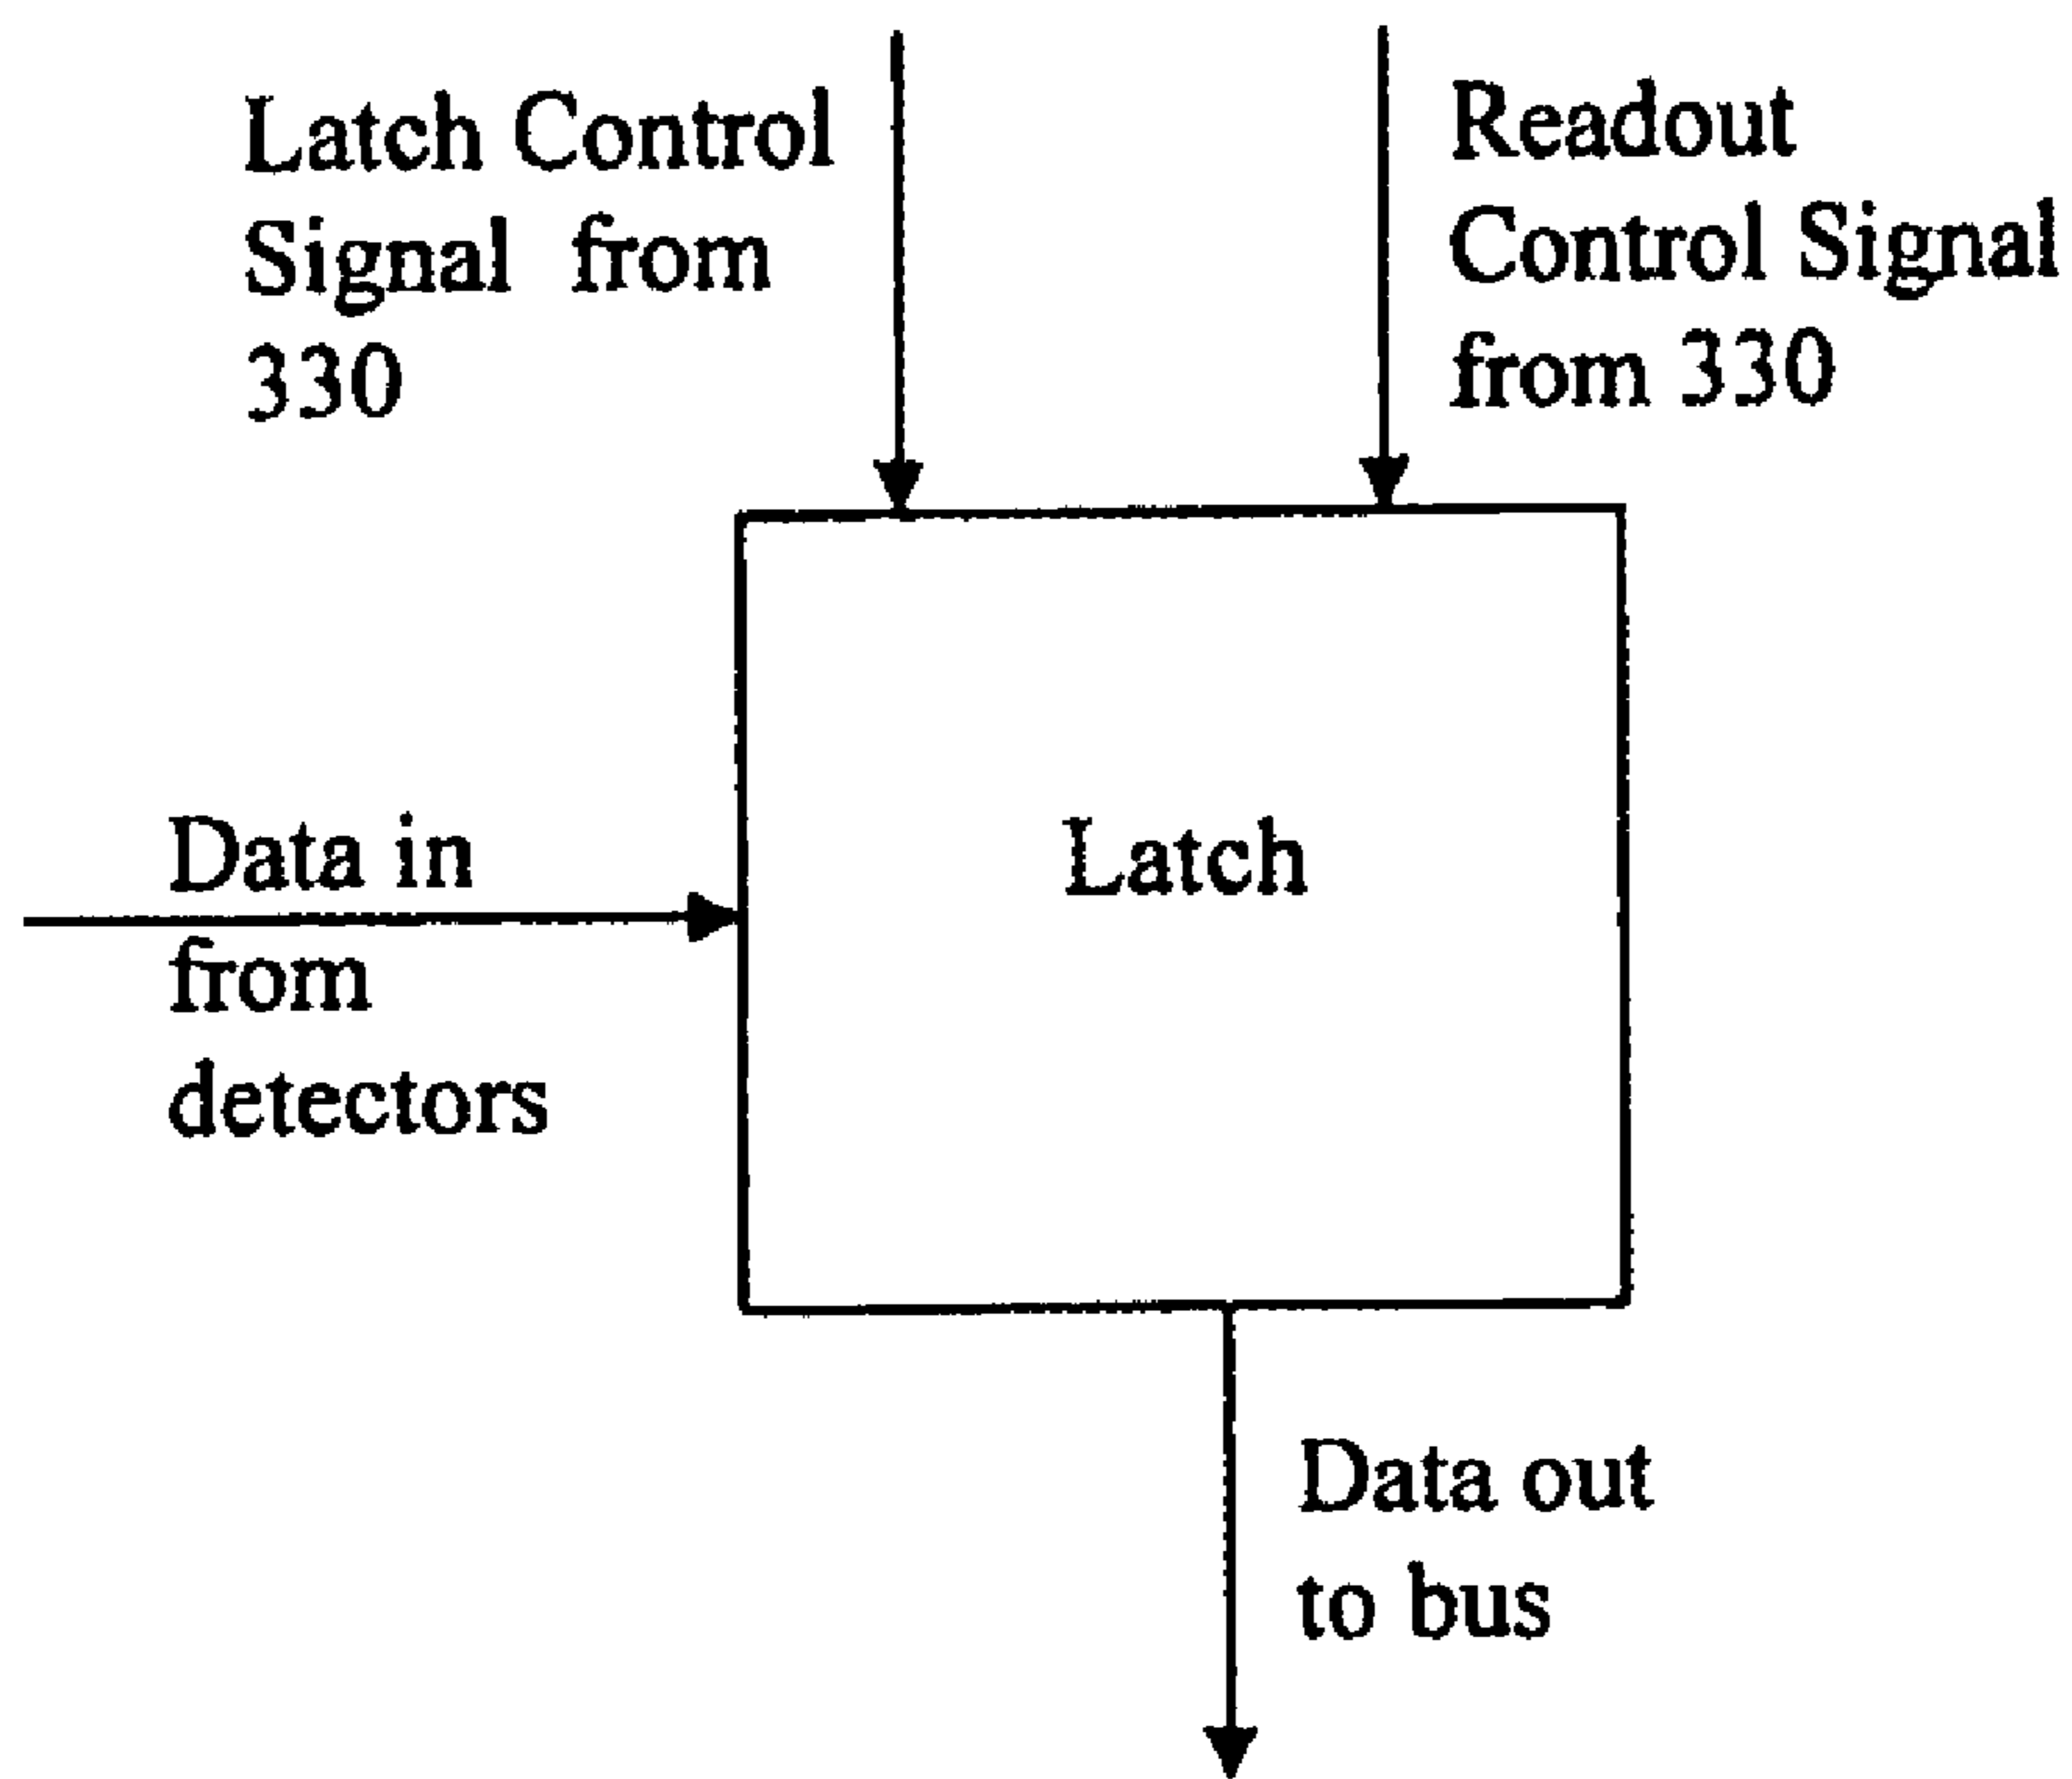 Latch Control
Signal from
330
Readout
Control Signal
from 330
Data in
from
detectors
Latch
Data out
to bus